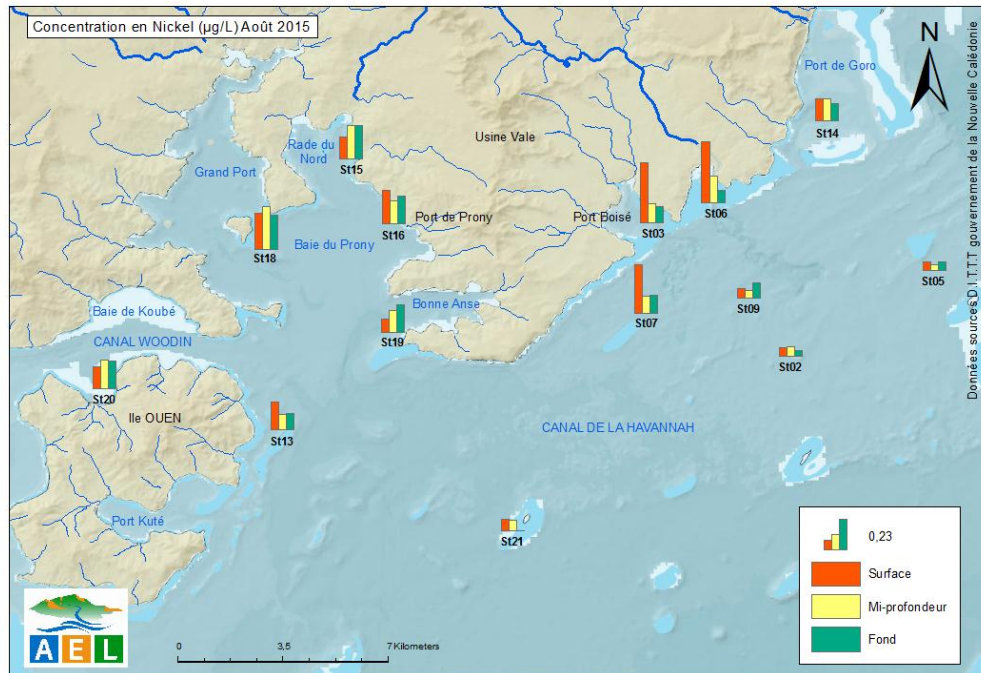 Concentration en Nickel (µg/L) Août 2015
N
Port de Goro
St14
Usine Vale
Rade du
Nord
St15
Grand Port
St06
Port de Prony
St16
Port Boisé
St03
Baie du Prony
St18
St05
Bonne Anse
St19
St07
St09
Baie de Koubé
CANAL WOODIN
St02
St20
Ile OUEN
St13
CANAL DE LA HAVANNAH
Port Kuté
St21
0,23
Surface
Mi-profondeur
Fond
AEL
0 3,5 7 Kilometers
Données sources D.I.T.T.T gouvernement de la Nouvelle Calédonie